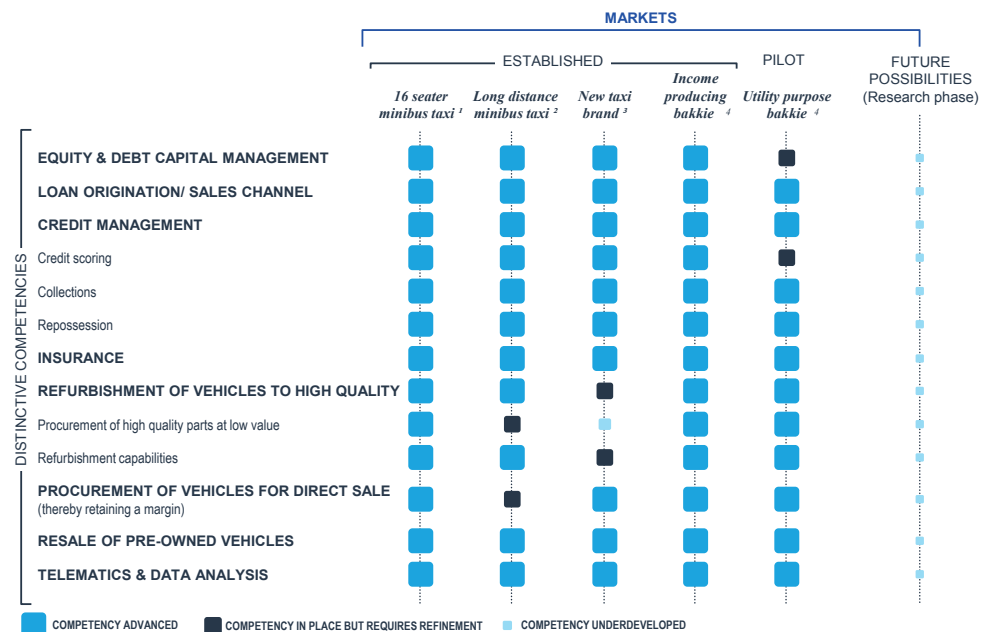 MARKETS
ESTABLISHED
PILOT
FUTURE
POSSIBILITIES
(Research phase)
16 seater
minibus taxi ¹
Long distance
minibus taxi ²
New taxi
brand ³
Income
producing
bakkie ⁴
Utility purpose
bakkie ⁴
DISTINCTIVE COMPETENCIES
EQUITY & DEBT CAPITAL MANAGEMENT
LOAN ORIGINATION/ SALES CHANNEL
CREDIT MANAGEMENT
Credit scoring
Collections
Repossession
INSURANCE
REFURBISHMENT OF VEHICLES TO HIGH QUALITY
Procurement of high quality parts at low value
Refurbishment capabilities
PROCUREMENT OF VEHICLES FOR DIRECT SALE
(thereby retaining a margin)
RESALE OF PRE-OWNED VEHICLES
TELEMATICS & DATA ANALYSIS
COMPETENCY ADVANCED
COMPETENCY IN PLACE BUT REQUIRES REFINEMENT
COMPETENCY UNDERDEVELOPED